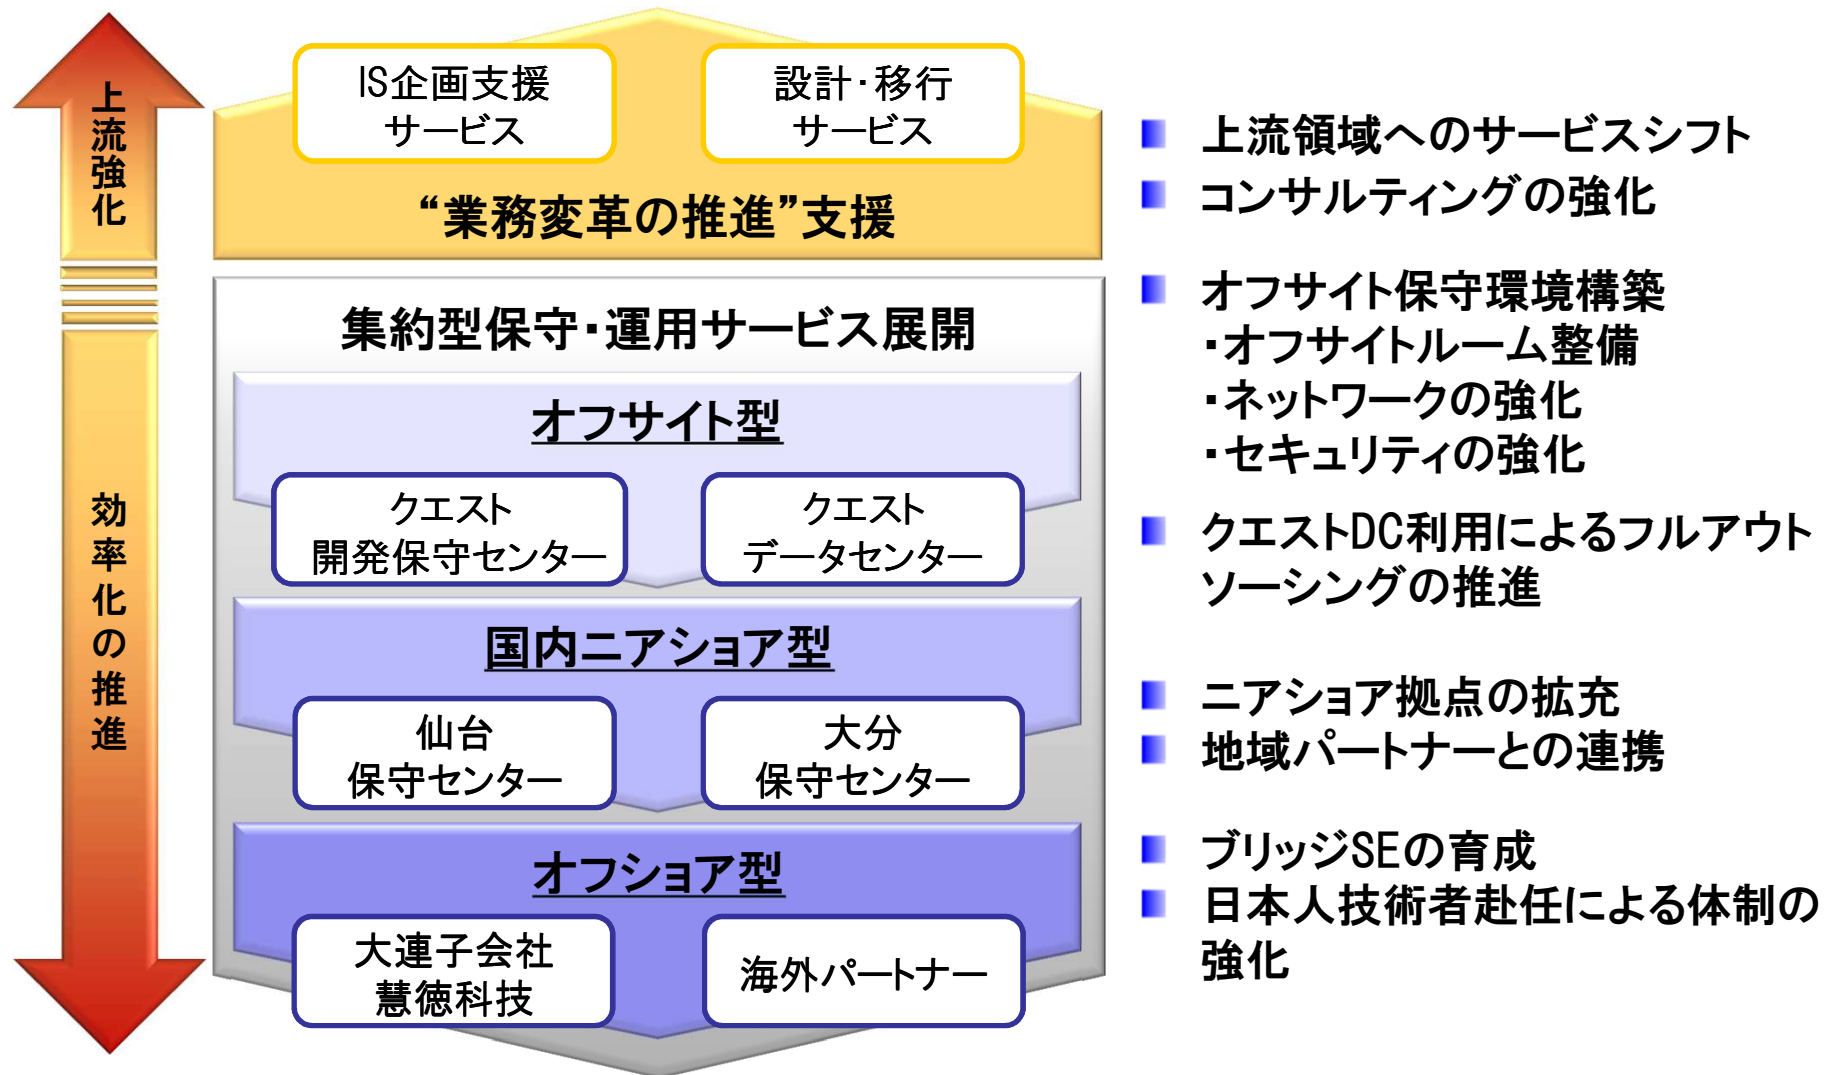 上流強化
効率化の推進
IS企画支援
サービス
設計・移行
サービス
“業務変革の推進”支援
集約型保守・運用サービス展開
オフサイト型
クエスト
開発保守センター
クエスト
データセンター
国内ニアショア型
仙台
保守センター
大分
保守センター
オフショア型
大連子会社
慧徳科技
海外パートナー
上流領域へのサービスシフト
コンサルティングの強化
オフサイト保守環境構築
・オフサイトルーム整備
・ネットワークの強化
・セキュリティの強化
クエストDC利用によるフルアウト
ソーシングの推進
ニアショア拠点の拡充
地域パートナーとの連携
ブリッジSEの育成
日本人技術者赴任による体制の
強化